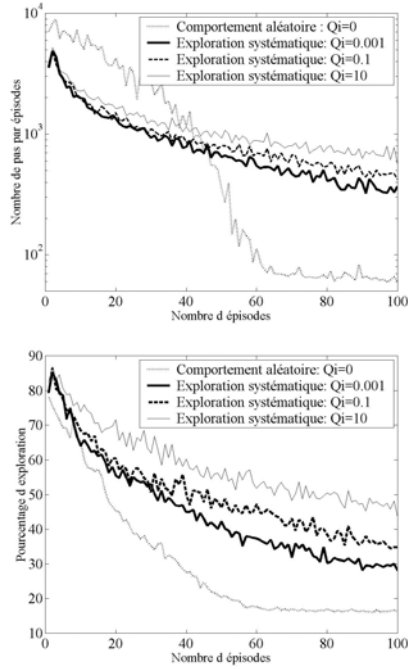 10^4
10^3
10^2
Nombre de pas par épisodes
Comportement aléatoire : Qi=0
Exploration systématique: Qi=0.001
Exploration systématique: Qi=0.1
Exploration systématique: Qi=10
0 20 40 60 80 100
Nombre d épisodes
90
80
70
60
50
40
30
20
10
Pourcentage d exploration
Comportement aléatoire: Qi=0
Exploration systématique: Qi=0.001
Exploration systématique: Qi=0.1
Exploration systématique: Qi=10
0 20 40 60 80 100
Nombre d épisodes